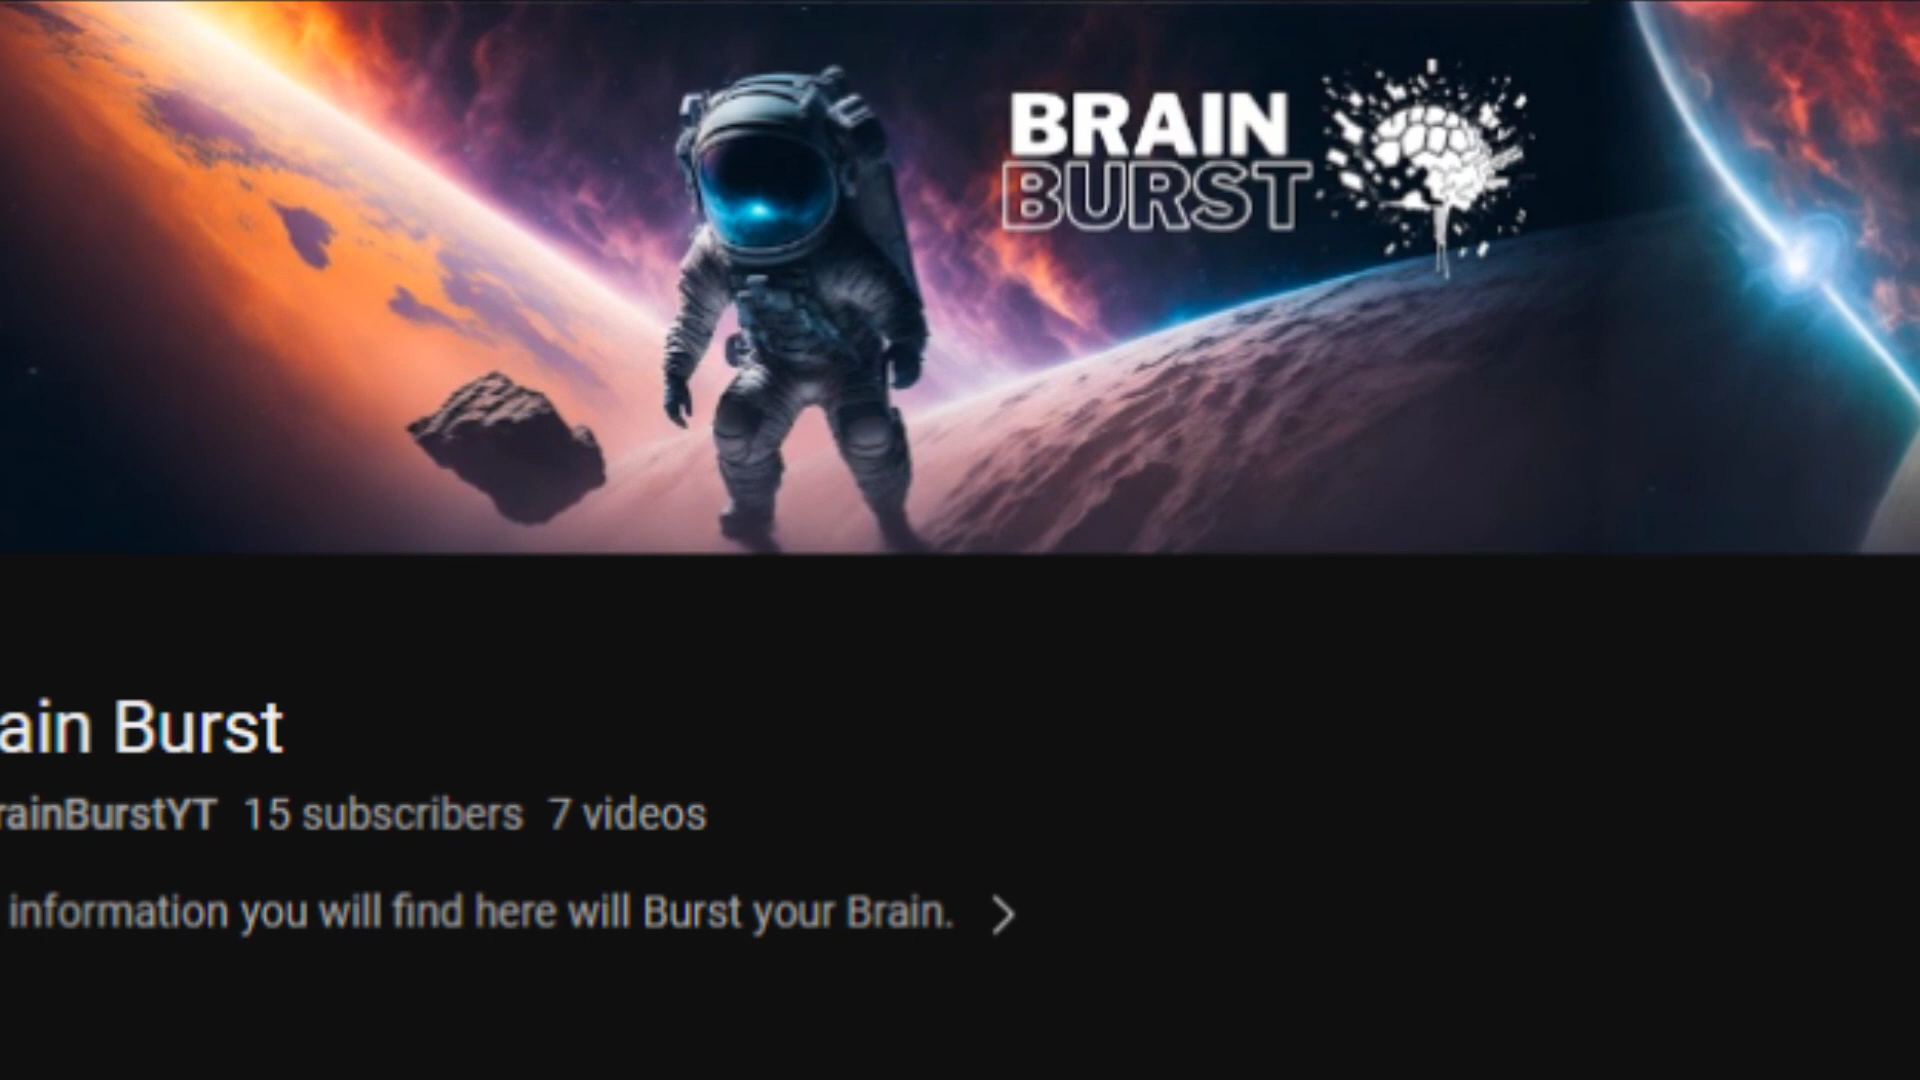 BRAIN
BURST
ain Burst
rainBurstYT 15 subscribers 7 videos
information you will find here will Burst your Brain.